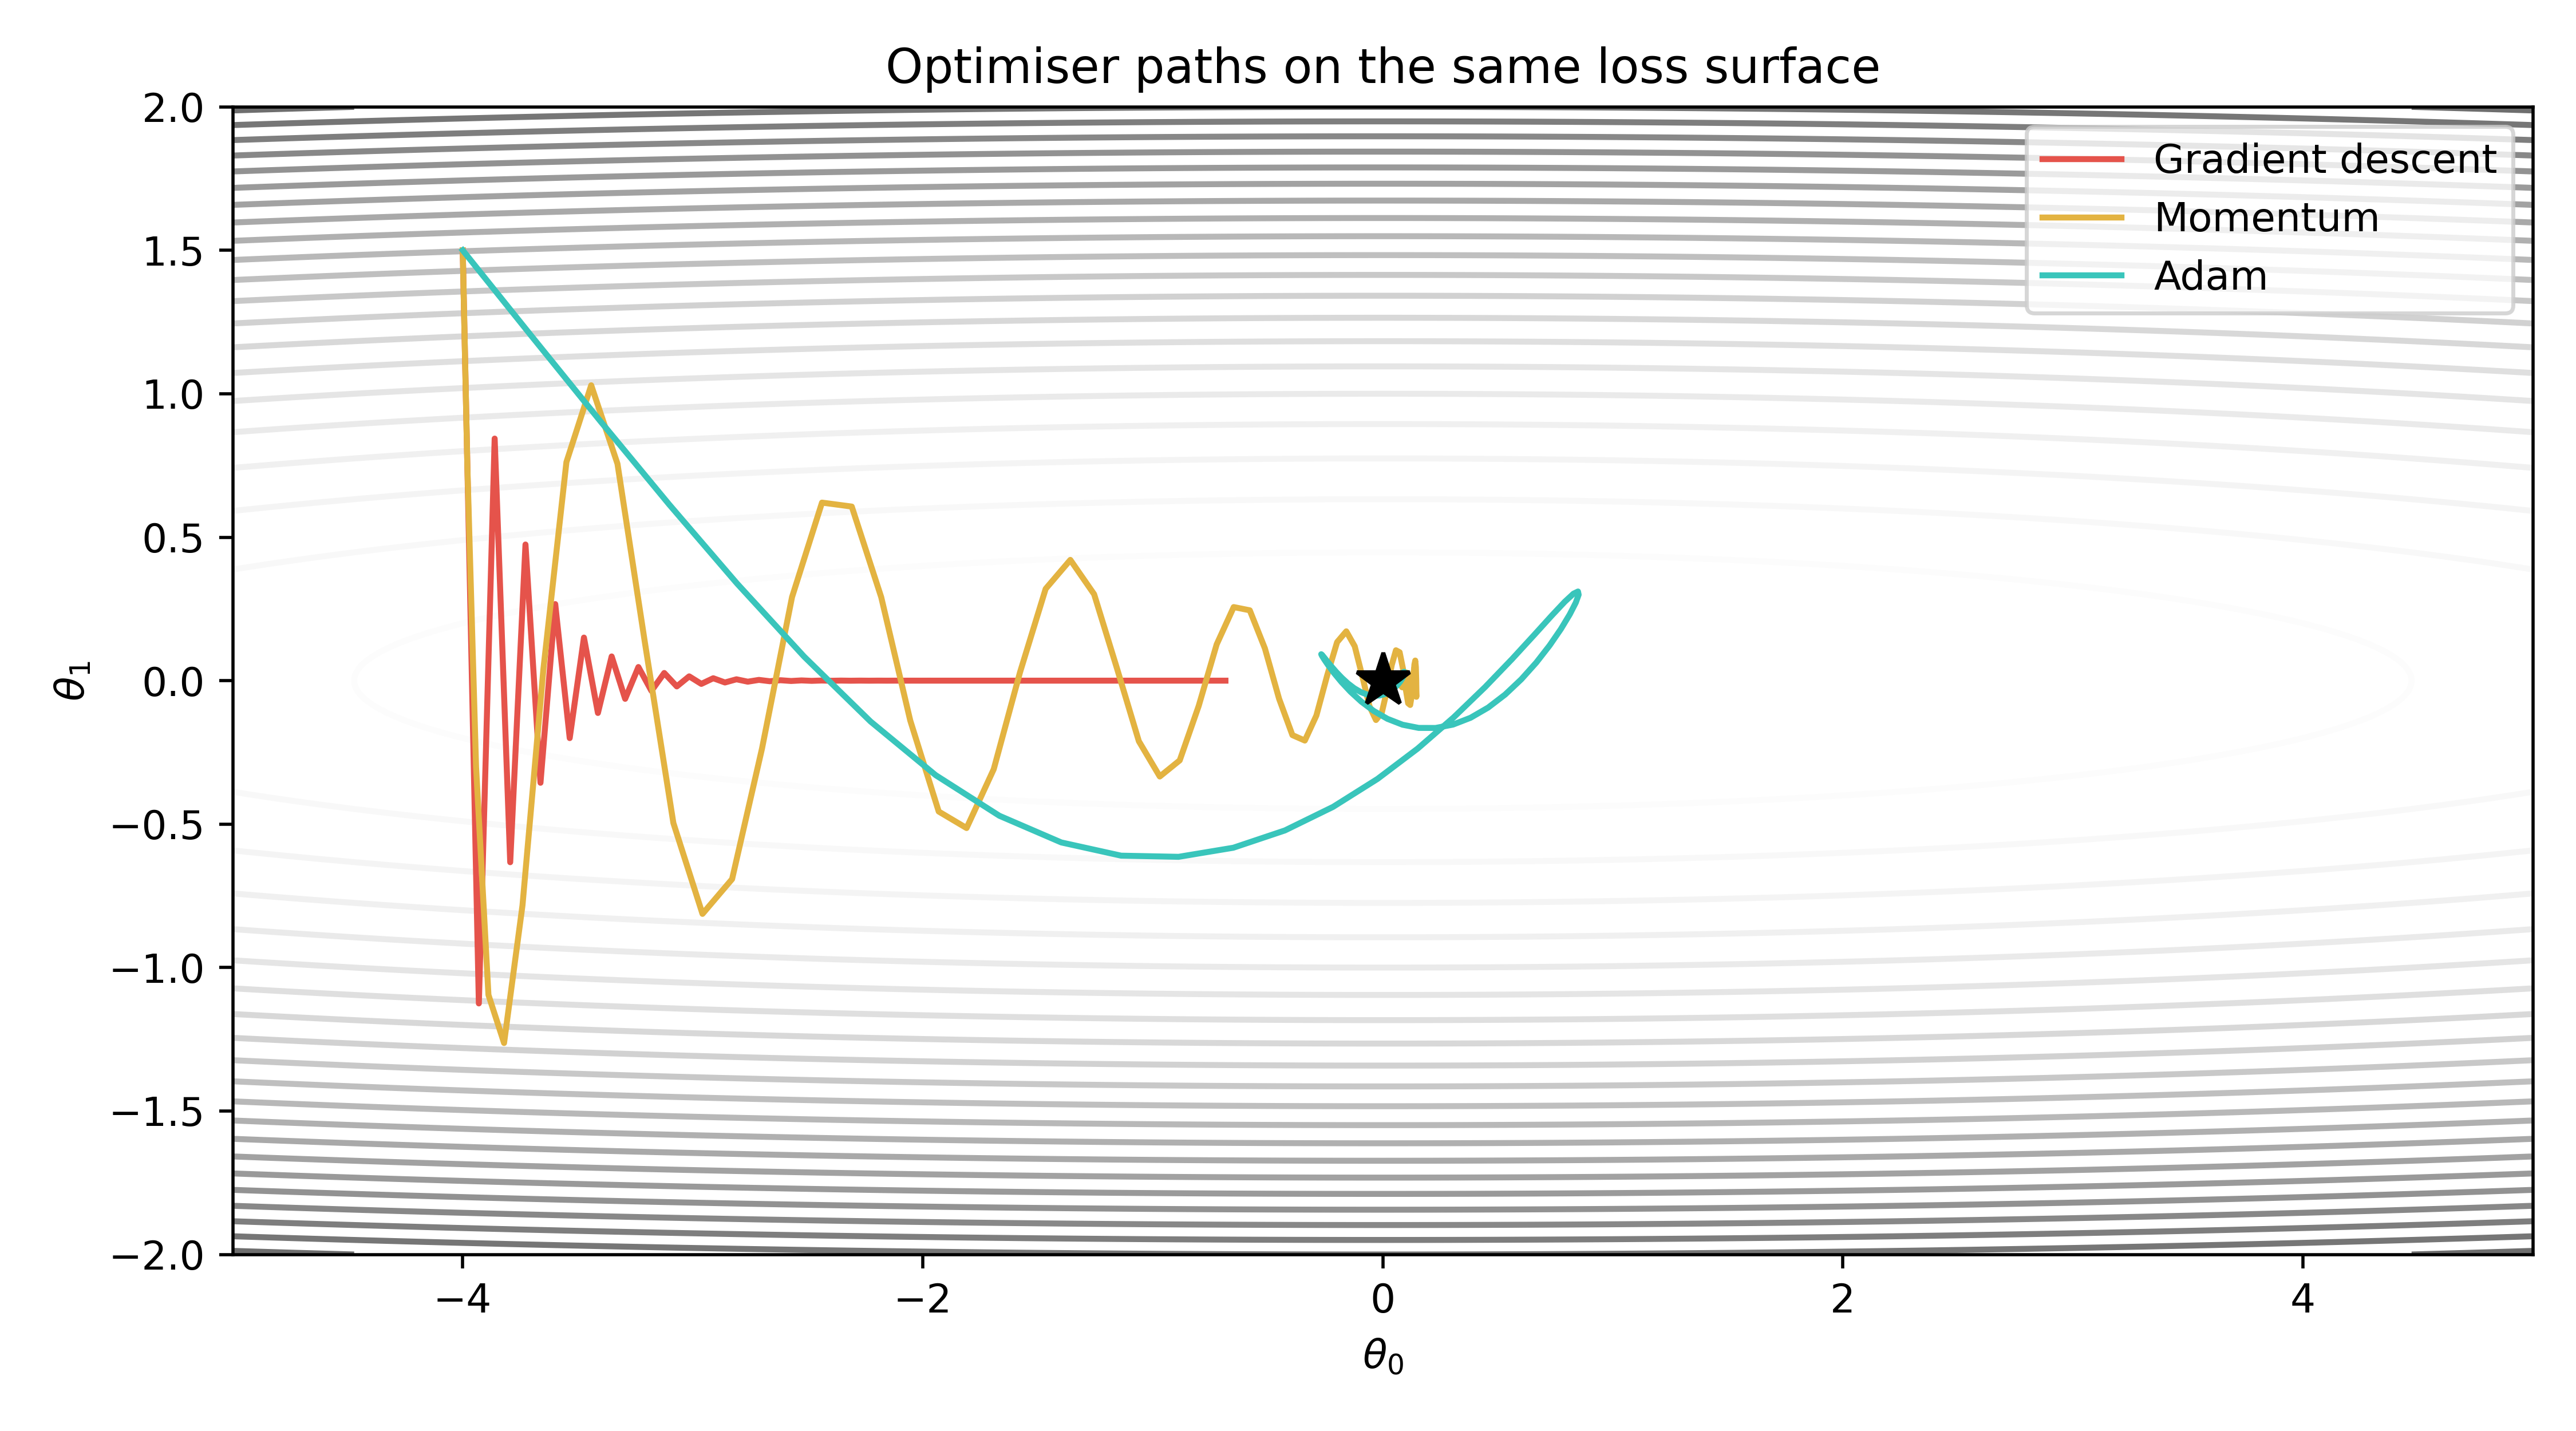 Optimiser paths on the same loss surface
Gradient descent
Momentum
Adam
2.0
1.5
1.0
0.5
0.0
−0.5
−1.0
−1.5
−2.0
θ₁
−4
−2
0
2
4
θ₀